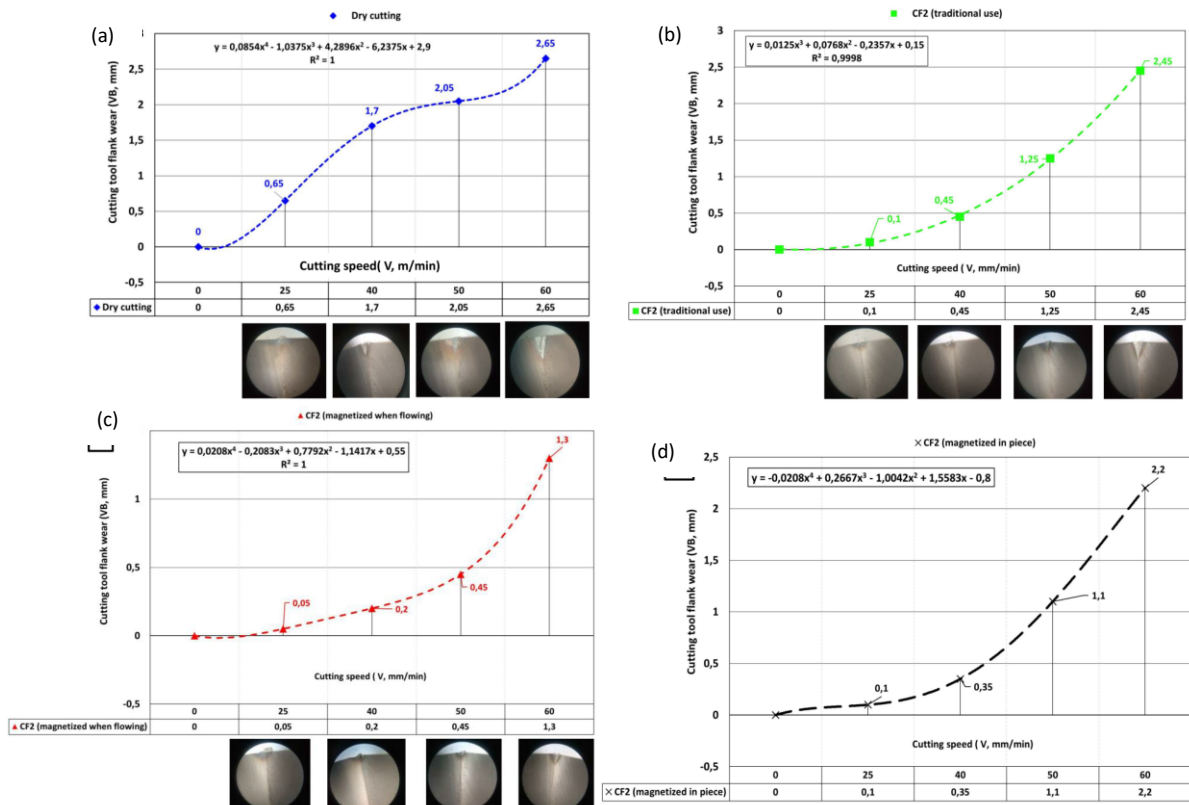 (a)
Dry cutting
y = 0,0854x⁴ - 1,0375x³ + 4,2896x² - 6,2375x + 2,9
R² = 1
Cutting tool flank wear (VB, mm)
3
2,5
2
1,5
1
0,5
0
-0,5
0
0,65
1,7
2,05
2,65
Cutting speed( V, m/min)
0 25 40 50 60
Dry cutting 0 0,65 1,7 2,05 2,65
(b)
CF2 (traditional use)
y = 0,0125x³ + 0,0768x² - 0,2357x + 0,15
R² = 0,9998
Cutting tool flank wear (VB, mm)
3
2,5
2
1,5
1
0,5
0
-0,5
0,1
0,45
1,25
2,45
Cutting speed ( V, mm/min)
0 25 40 50 60
CF2 (traditional use) 0 0,1 0,45 1,25 2,45
(c)
CF2 (magnetized when flowing)
y = 0,0208x⁴ - 0,2083x³ + 0,7792x² - 1,1417x + 0,55
R² = 1
Cutting tool flank wear (VB, mm)
1
0,5
0
-0,5
0,05
0,2
0,45
1,3
Cutting speed ( V, mm/min)
0 25 40 50 60
CF2 (magnetized when flowing) 0 0,05 0,2 0,45 1,3
(d)
CF2 (magnetized in piece)
y = -0,0208x⁴ + 0,2667x³ - 1,0042x² + 1,5583x - 0,8
Cutting tool flank wear (VB, mm)
2,5
2
1,5
1
0,5
0
-0,5
0,1
0,35
1,1
2,2
Cutting speed ( V, mm/min)
0 25 40 50 60
CF2 (magnetized in piece) 0 0,1 0,35 1,1 2,2